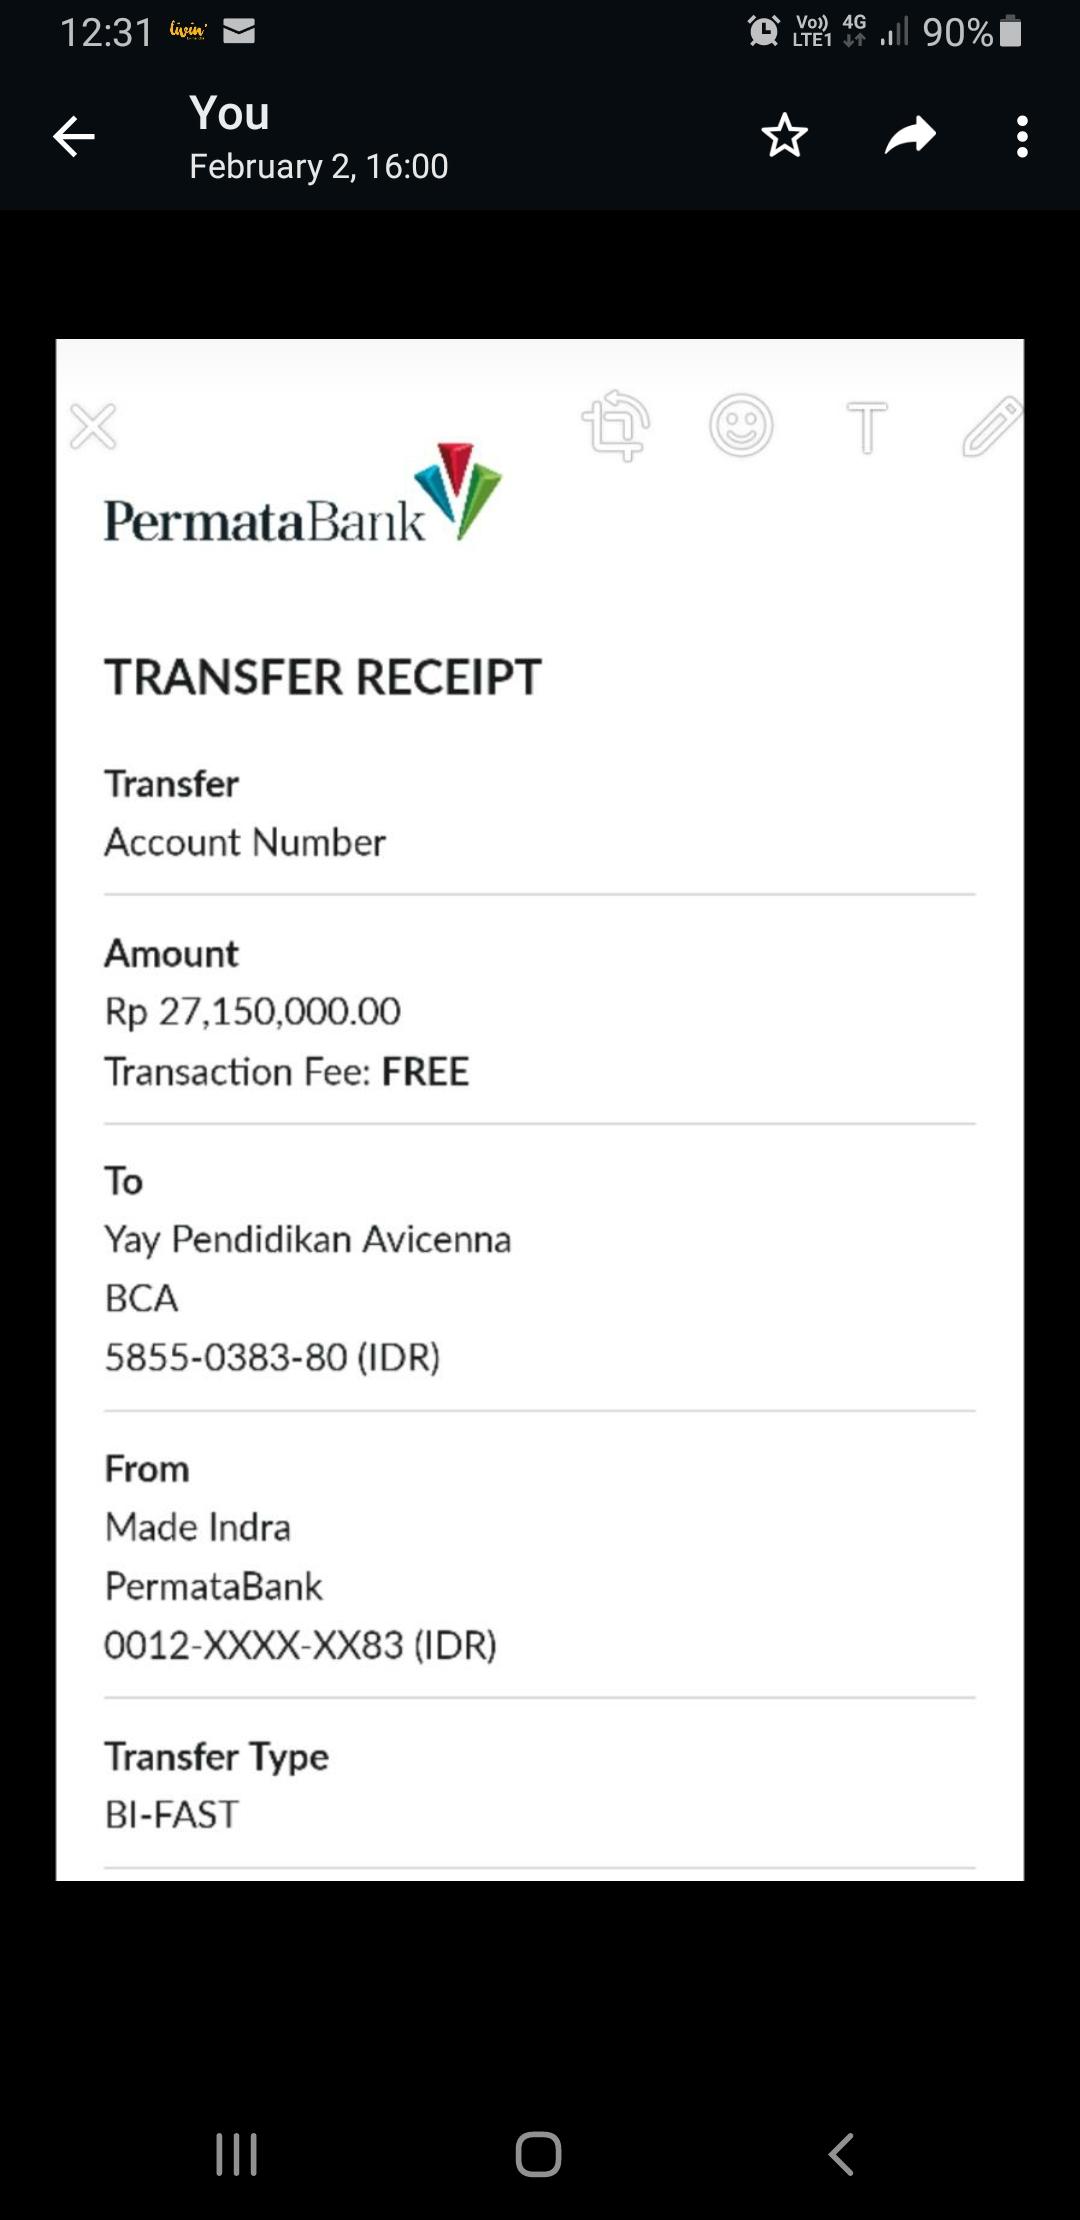 12:31 livin' Vo)) LTE1 4G 90%
You
February 2, 16:00
T
PermataBank
TRANSFER RECEIPT
Transfer
Account Number
Amount
Rp 27,150,000.00
Transaction Fee: FREE
To
Yay Pendidikan Avicenna
BCA
5855-0383-80 (IDR)
From
Made Indra
PermataBank
0012-XXXX-XX83 (IDR)
Transfer Type
BI-FAST